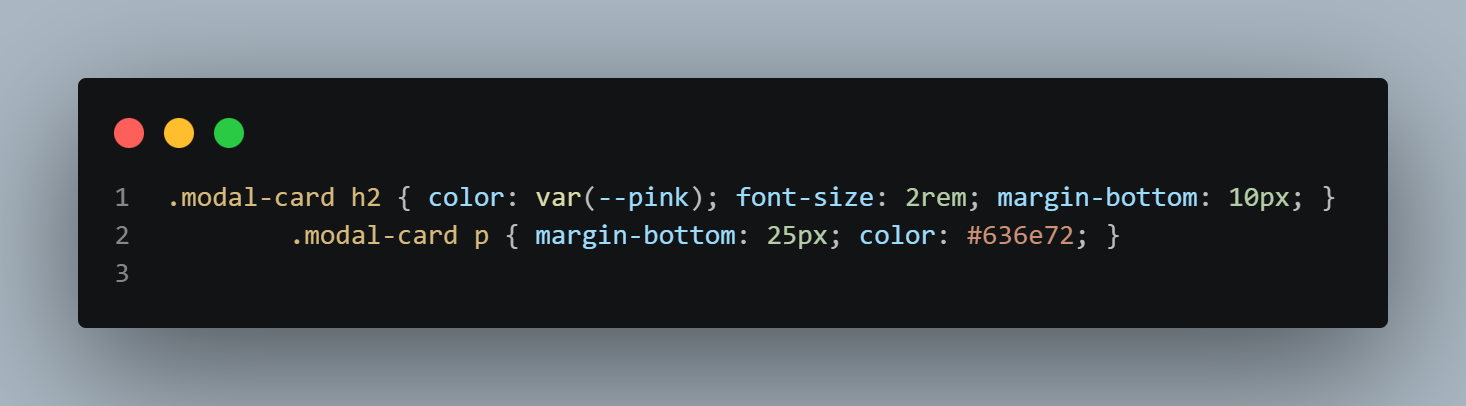 1 .modal-card h2 { color: var(--pink); font-size: 2rem; margin-bottom: 10px; }
2         .modal-card p { margin-bottom: 25px; color: #636e72; }
3